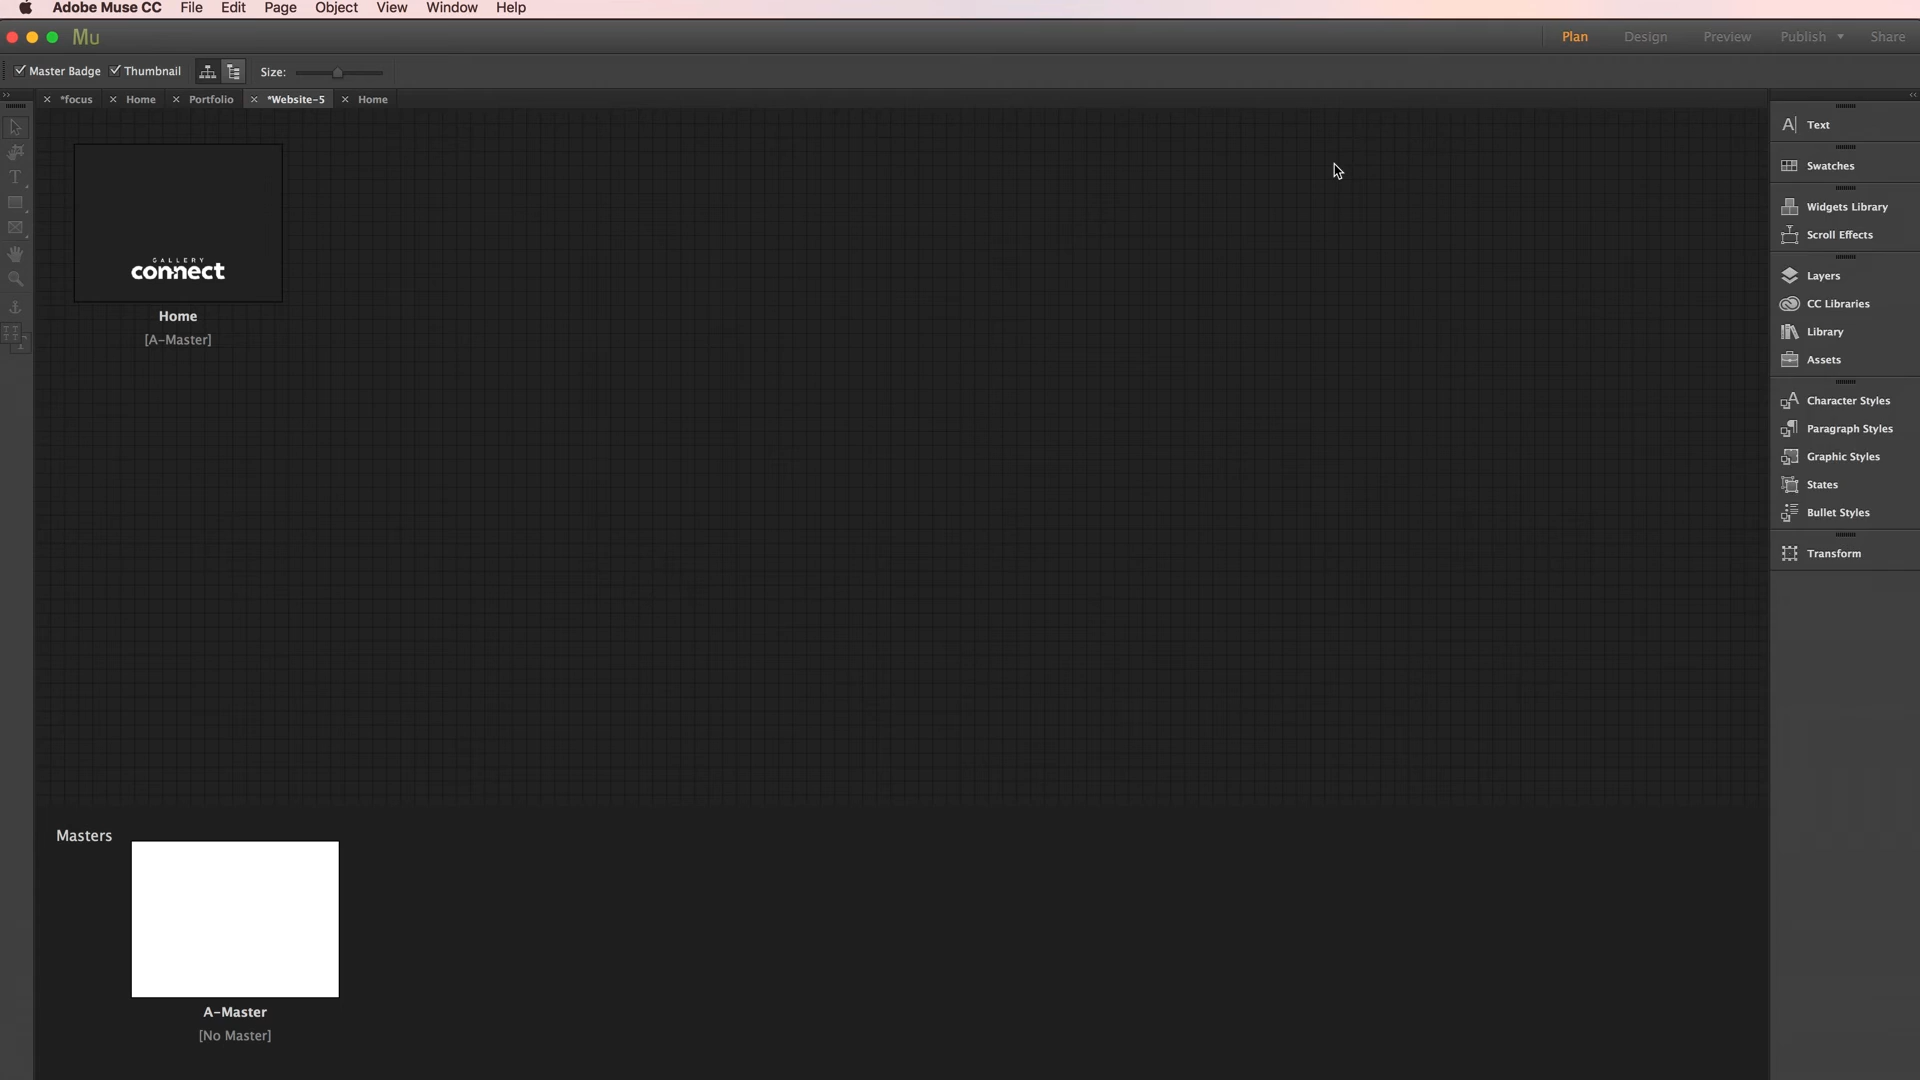 Adobe Muse CC File Edit Page Object View Window Help
Mu Plan Design Preview Publish Share
Master Badge Thumbnail Size:
*focus Home Portfolio *Website-5 Home
Text
Swatches
Widgets Library
Scroll Effects
Layers
CC Libraries
Library
Assets
Character Styles
Paragraph Styles
Graphic Styles
States
Bullet Styles
Transform
GALLERY
connect
Home
[A-Master]
Masters
A-Master
[No Master]